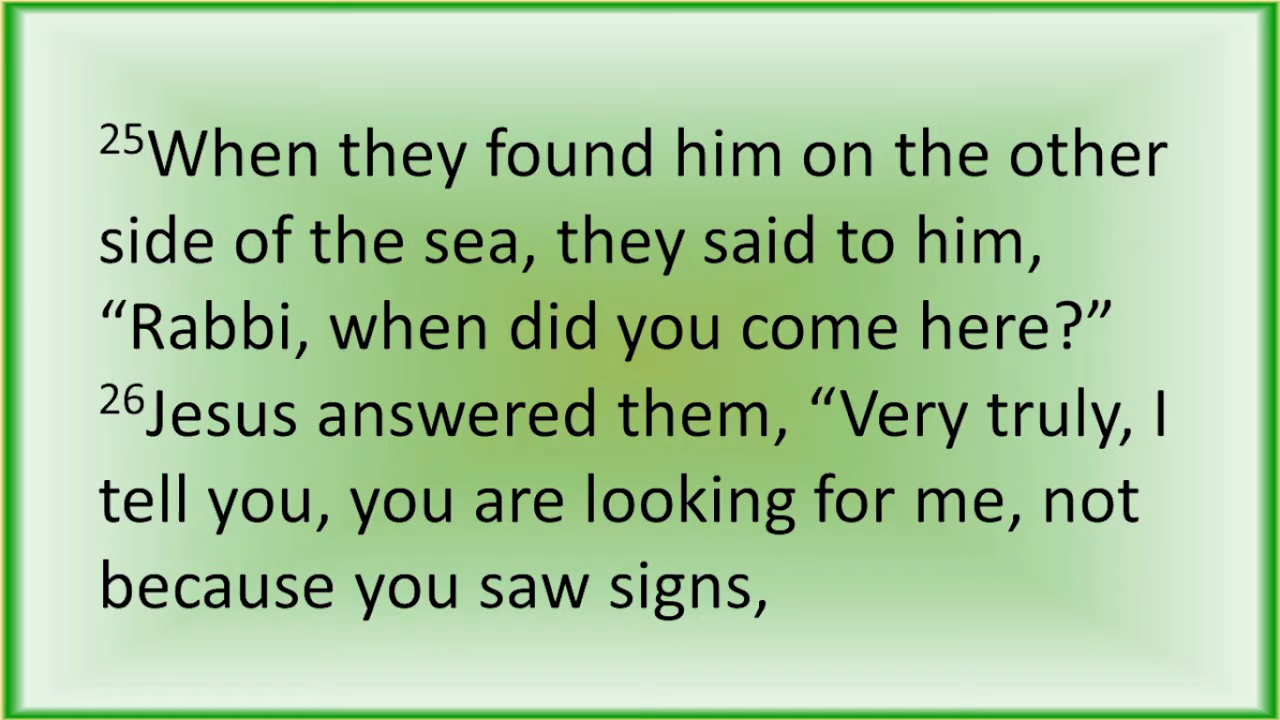 25When they found him on the other
side of the sea, they said to him,
“Rabbi, when did you come here?”
26Jesus answered them, “Very truly, I
tell you, you are looking for me, not
because you saw signs,